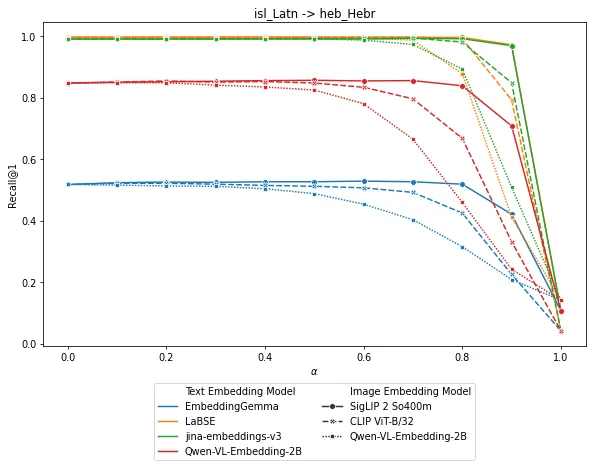 isl_Latn -> heb_Hebr
Recall@1
1.0
0.8
0.6
0.4
0.2
0.0
0.0 0.2 0.4 0.6 0.8 1.0
α
Text Embedding Model Image Embedding Model
EmbeddingGemma SigLIP 2 So400m
LaBSE CLIP ViT-B/32
jina-embeddings-v3 Qwen-VL-Embedding-2B
Qwen-VL-Embedding-2B